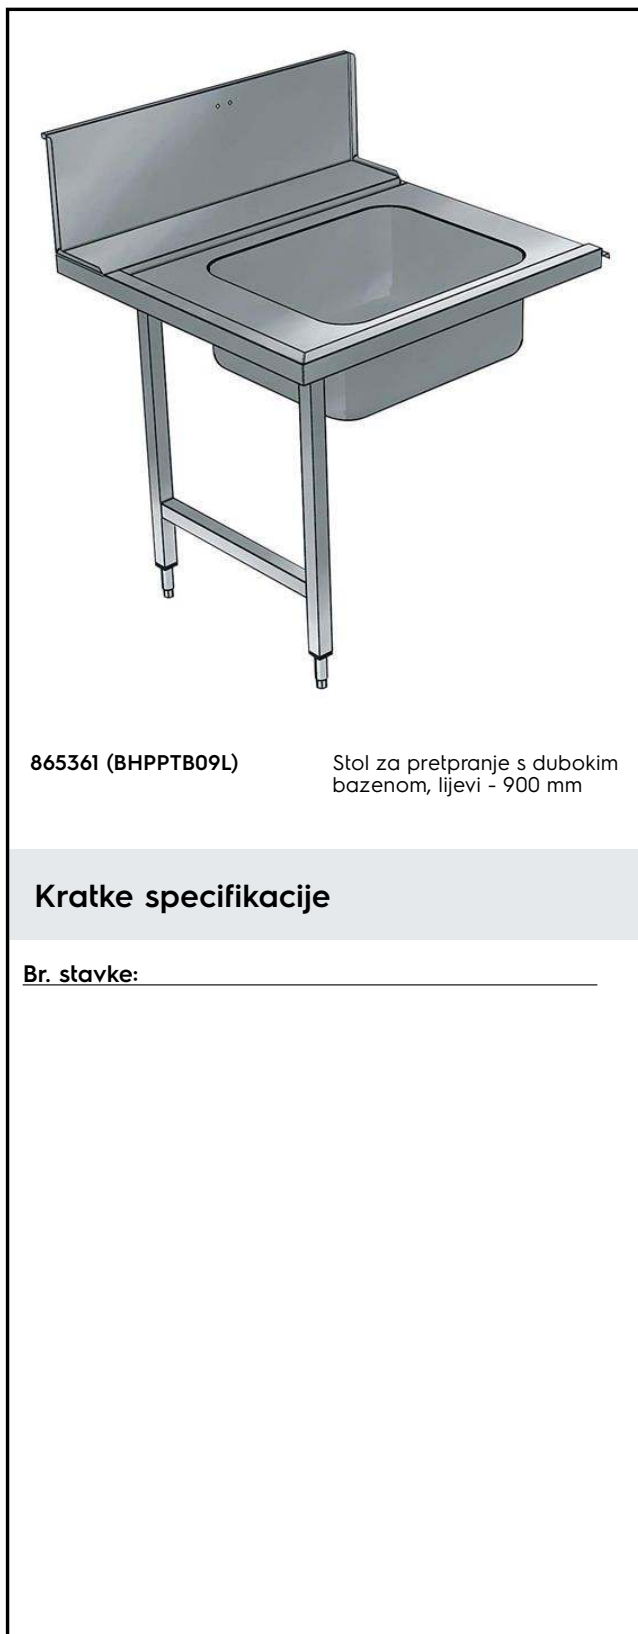 865361 (BHPPTB09L)
Stol za pretpranje s dubokim
bazenom, lijevi - 900 mm
Kratke specifikacije
Br. stavke: